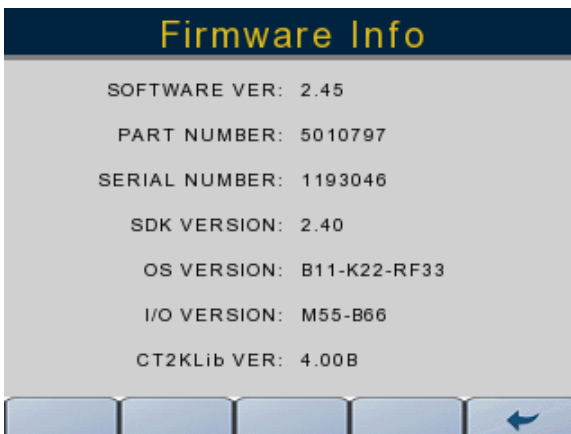 Firmware Info
SOFTWARE VER: 2.45
PART NUMBER: 5010797
SERIAL NUMBER: 1193046
SDK VERSION: 2.40
OS VERSION: B11-K22-RF33
I/O VERSION: M55-B66
CT2KLib VER: 4.00B